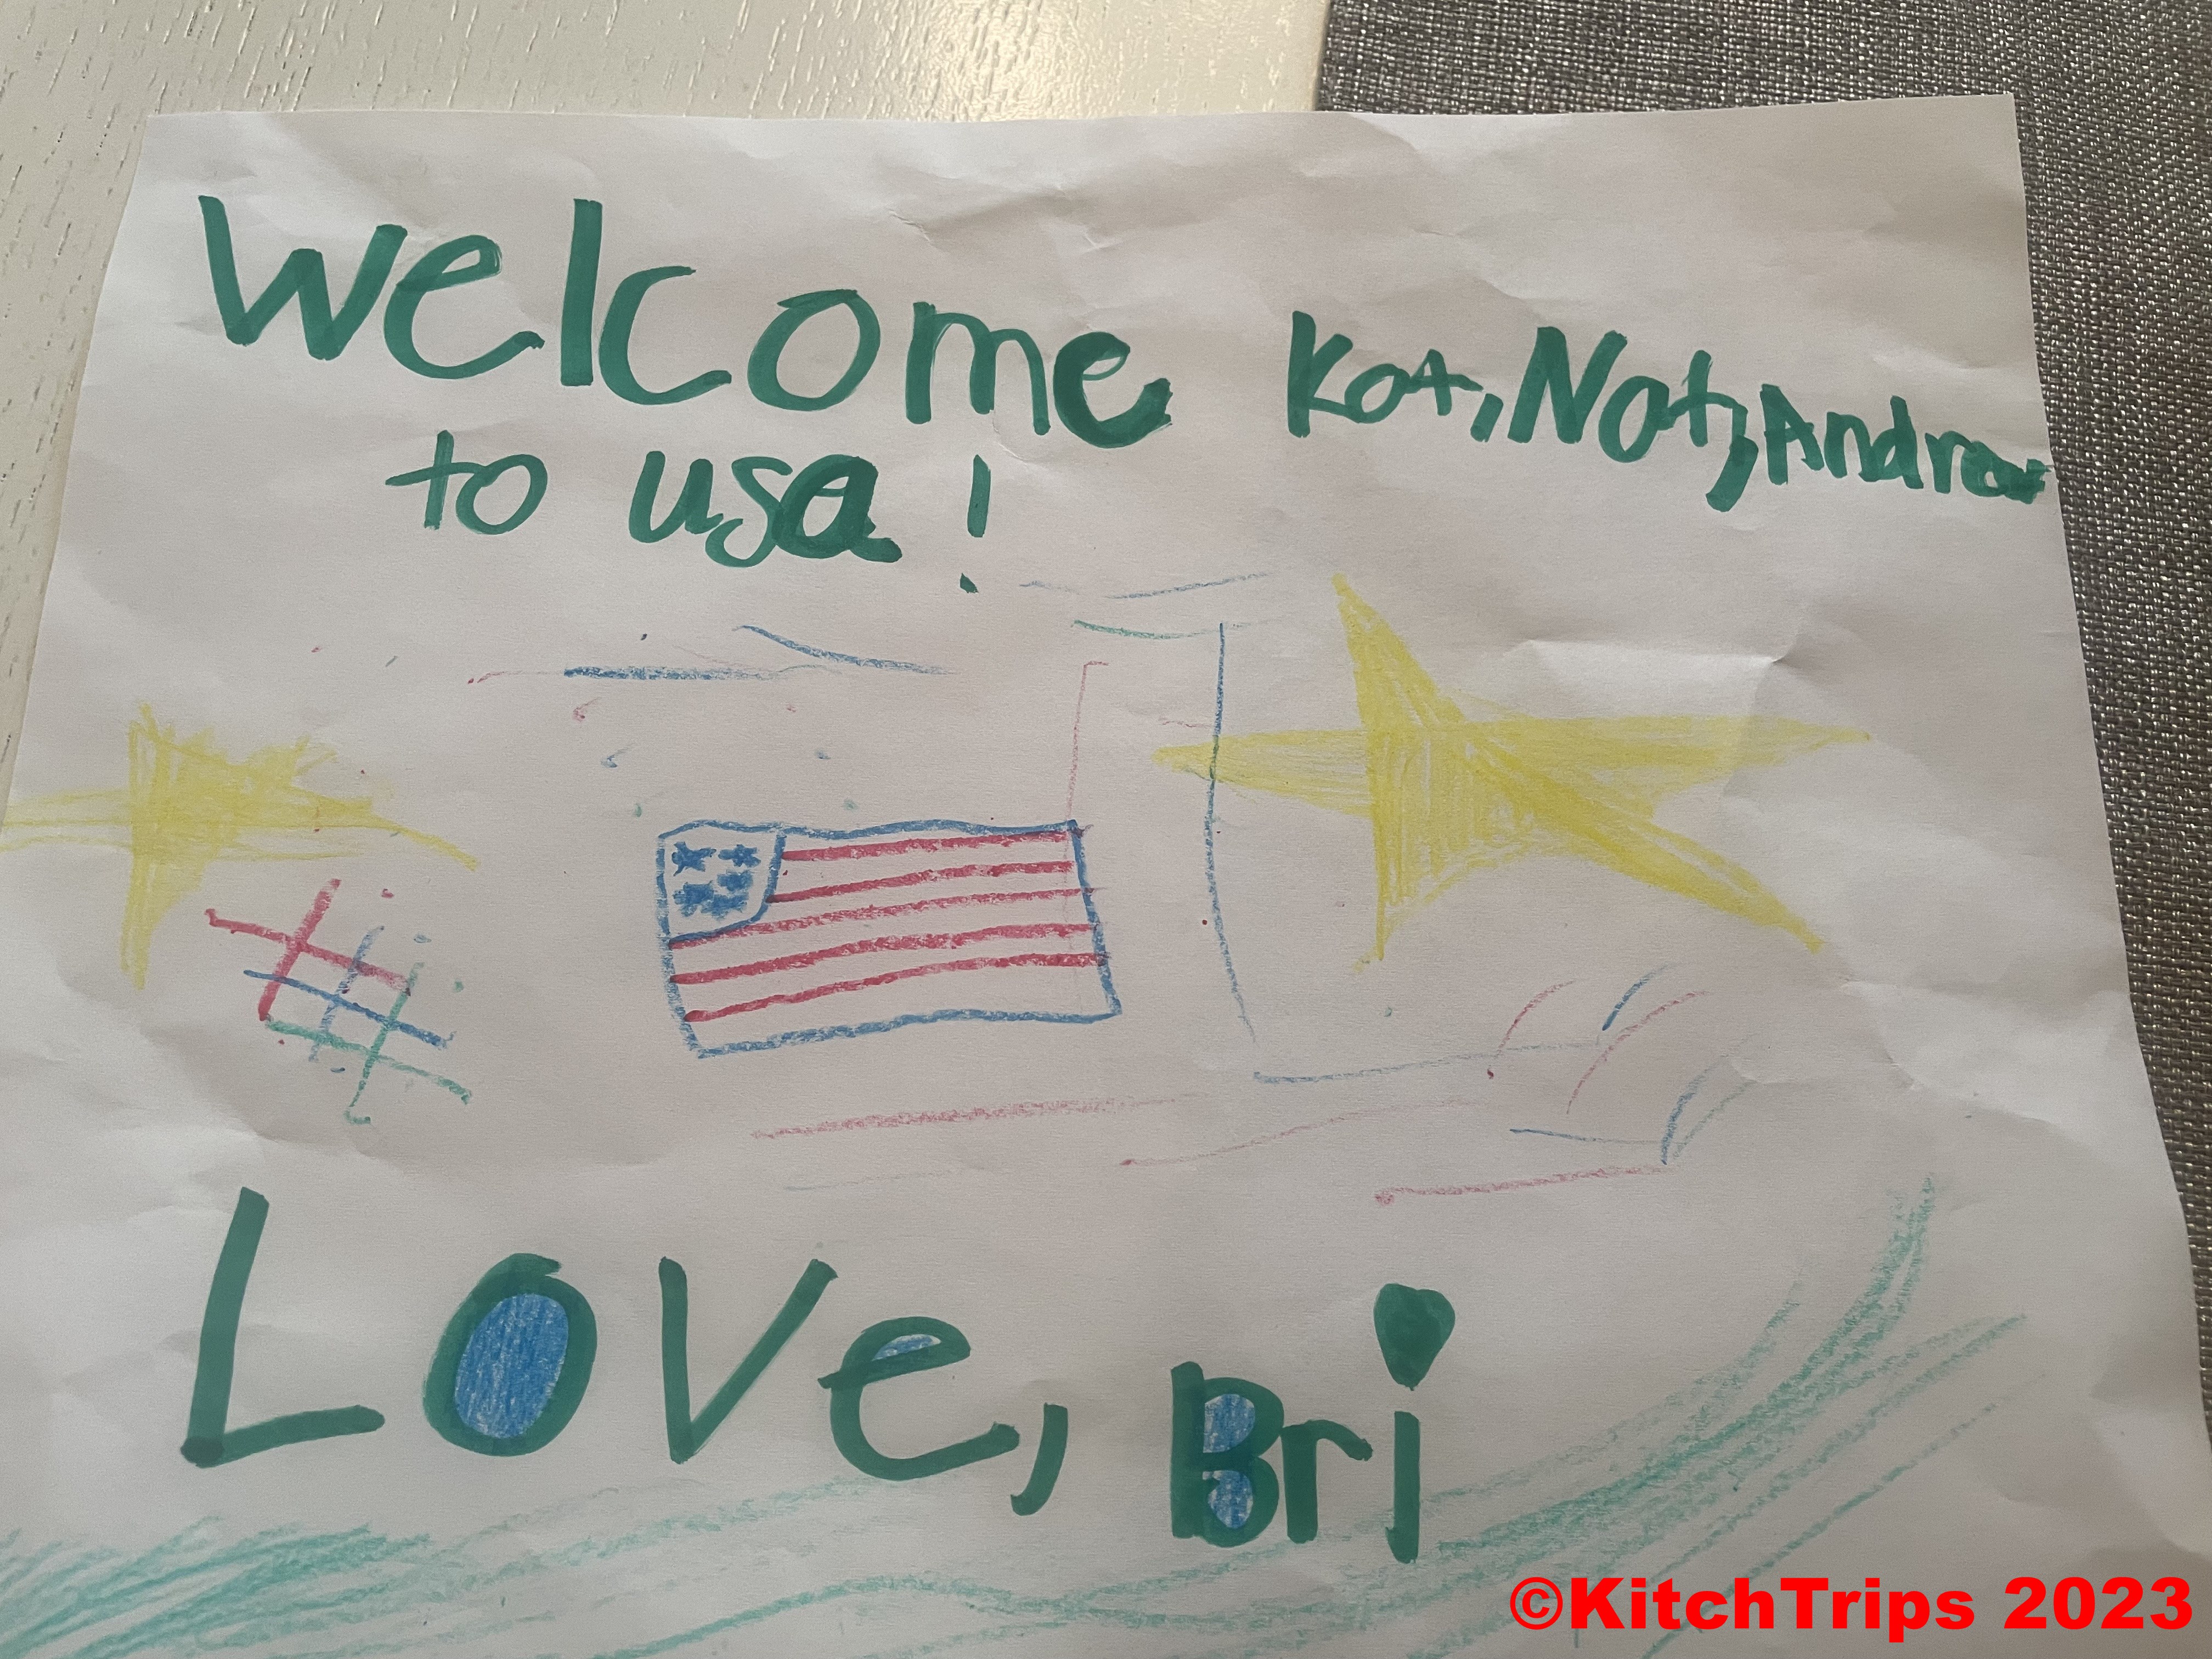 Welcome Kat, Nat, Andrew
to usa!
Love, Bri
©KitchTrips 2023